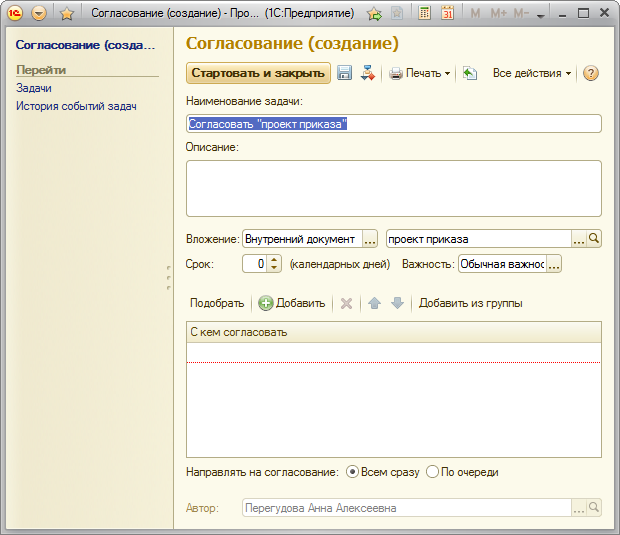 Согласование (создание) - Про... (1С:Предприятие)
31 M M+ M-
Согласование (созда...
Перейти
Задачи
История событий задач
Согласование (создание)
Стартовать и закрыть Печать Все действия ?
Наименование задачи:
Согласовать "проект приказа"
Описание:
Вложение: Внутренний документ ... проект приказа ...
Срок: 0 (календарных дней) Важность: Обычная важнос ...
Подобрать Добавить Добавить из группы
С кем согласовать
Направлять на согласование: Всем сразу По очереди
Автор: Перегудова Анна Алексеевна ...